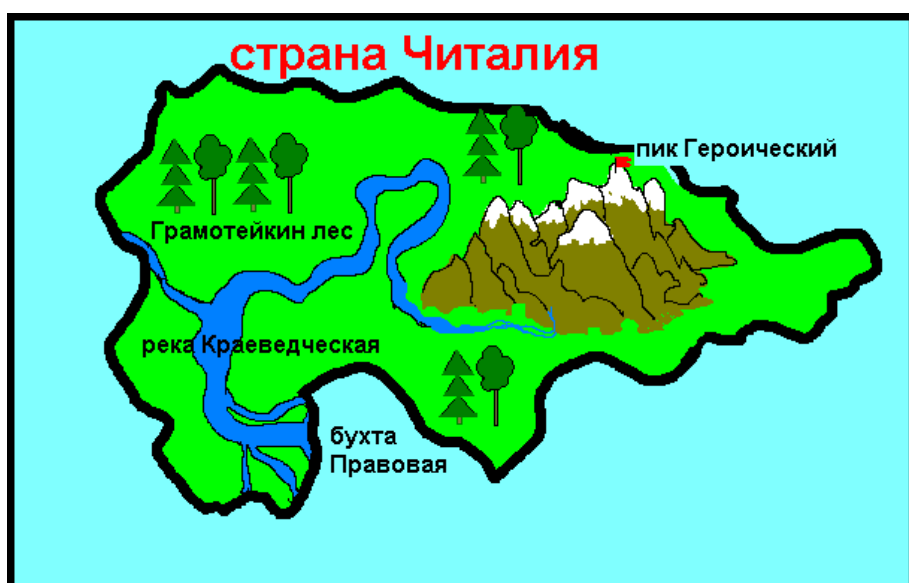 страна Читалия
пик Героический
Грамотейкин лес
река Краеведческая
бухта
Правовая